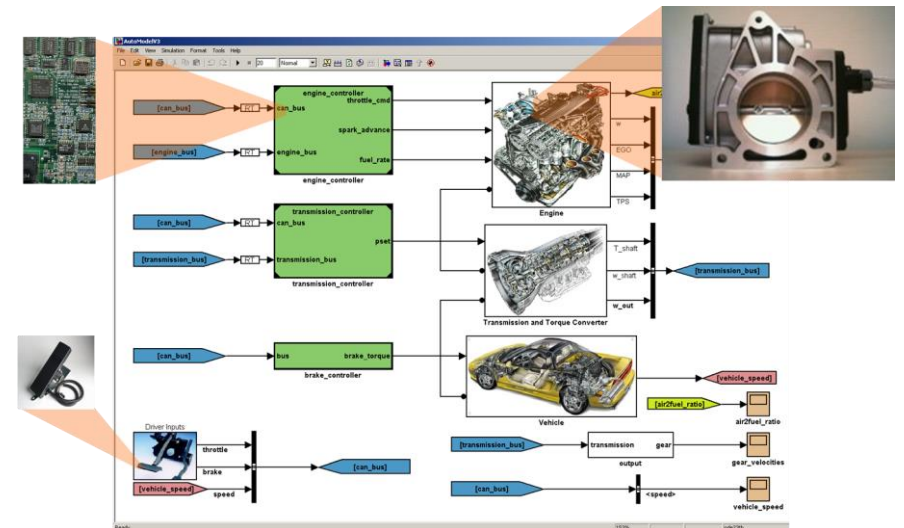 AutoModelV3
File Edit View Simulation Format Tools Help
20 Normal
[can_bus] RT can_bus engine_controller throttle_cmd
spark_advance
[engine_bus] RT engine_bus fuel_rate
engine_controller
w
EGO
MAP
TPS
Engine
transmission_controller
[can_bus] RT can_bus
pset
[transmission_bus] RT transmission_bus
transmission_controller
T_shaft
w_shaft
w_out
[transmission_bus]
Transmission and Torque Converter
[can_bus] bus brake_torque
brake_controller
[vehicle_speed]
Vehicle
[air2fuel_ratio]
air2fuel_ratio
Driver Inputs
throttle
brake
[vehicle_speed] speed
[can_bus]
[transmission_bus] transmission gear
output gear_velocities
[can_bus] <speed>
vehicle_speed